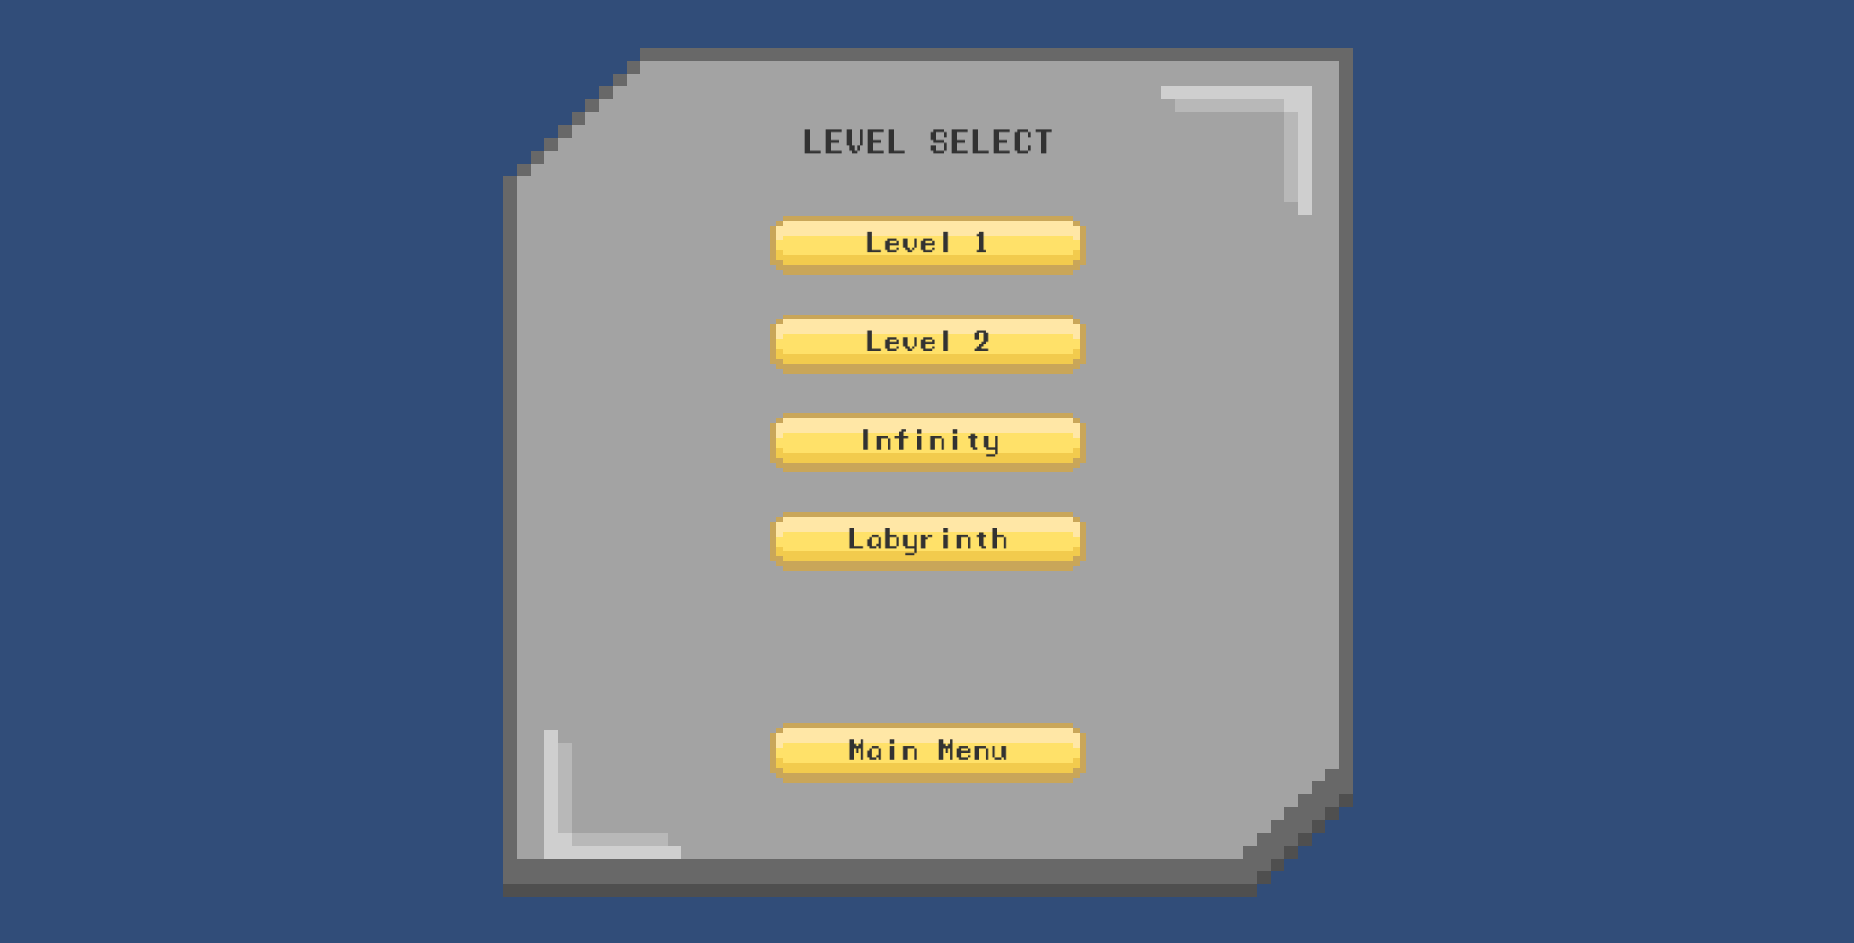 LEVEL SELECT
Level 1
Level 2
Infinity
Labyrinth
Main Menu